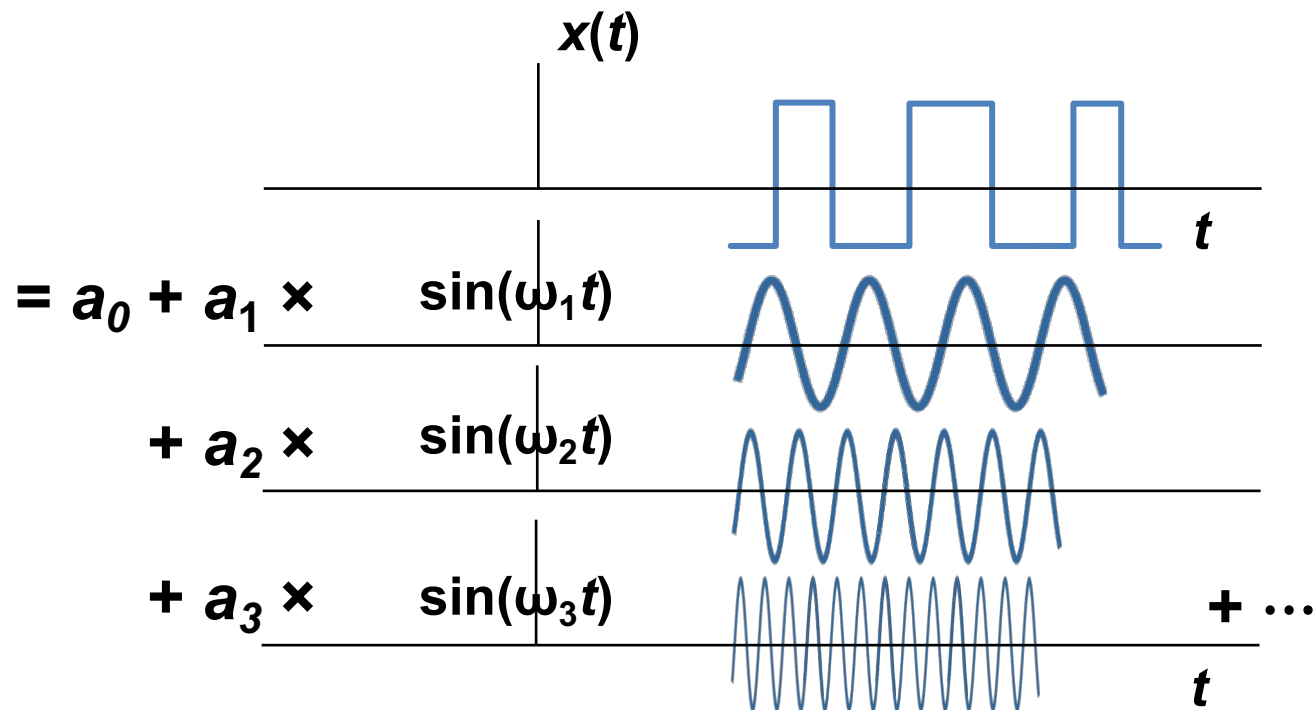 x(t)
t
= a₀ + a₁ × sin(ω₁t)
+ a₂ × sin(ω₂t)
+ a₃ × sin(ω₃t) + ...
t